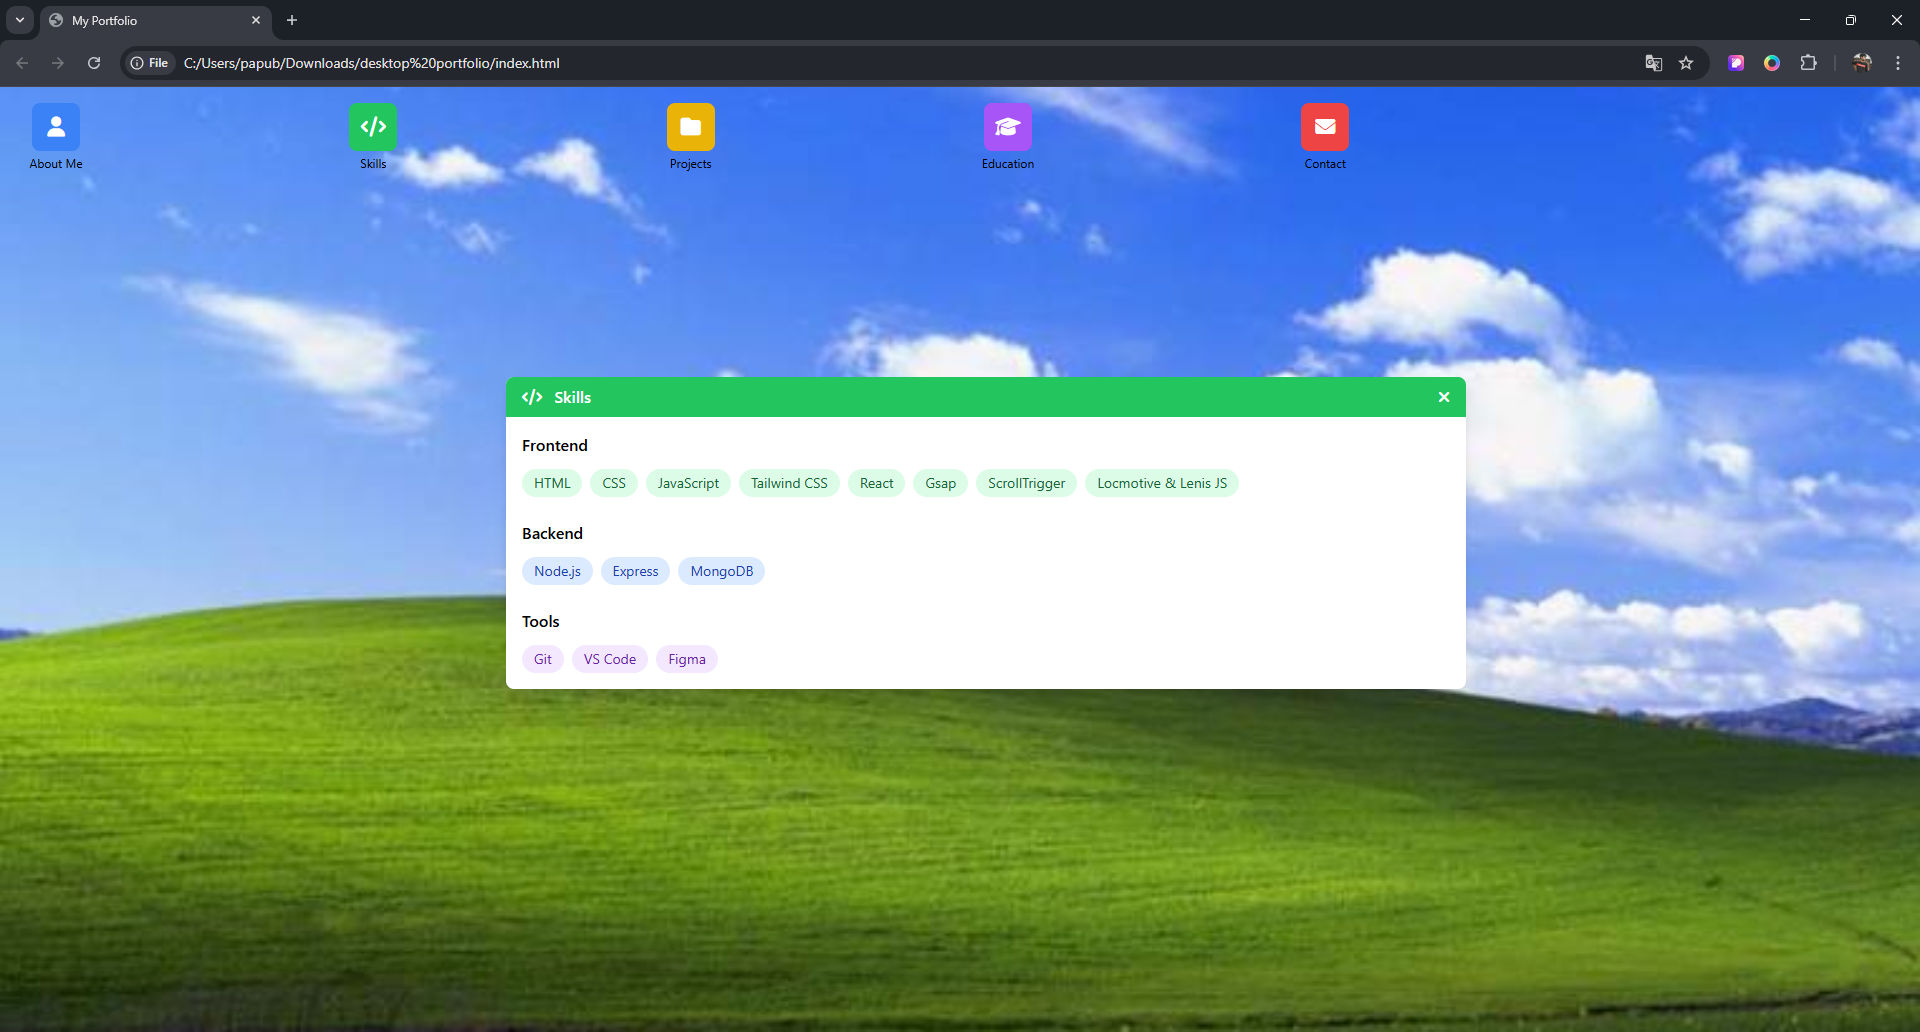 My Portfolio
File C:/Users/papub/Downloads/desktop%20portfolio/index.html
About Me Skills Projects Education Contact
</> Skills
Frontend
HTML CSS JavaScript Tailwind CSS React Gsap ScrollTrigger Locmotive & Lenis JS
Backend
Node.js Express MongoDB
Tools
Git VS Code Figma